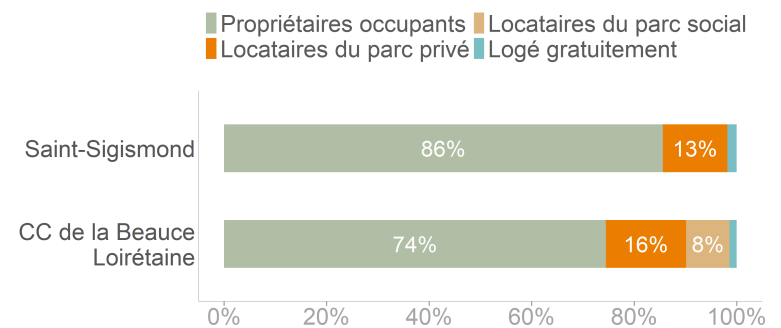 Propriétaires occupants Locataires du parc social
Locataires du parc privé Logé gratuitement
Saint-Sigismond 86% 13%
CC de la Beauce
Loirétaine
74% 16% 8%
0% 20% 40% 60% 80% 100%